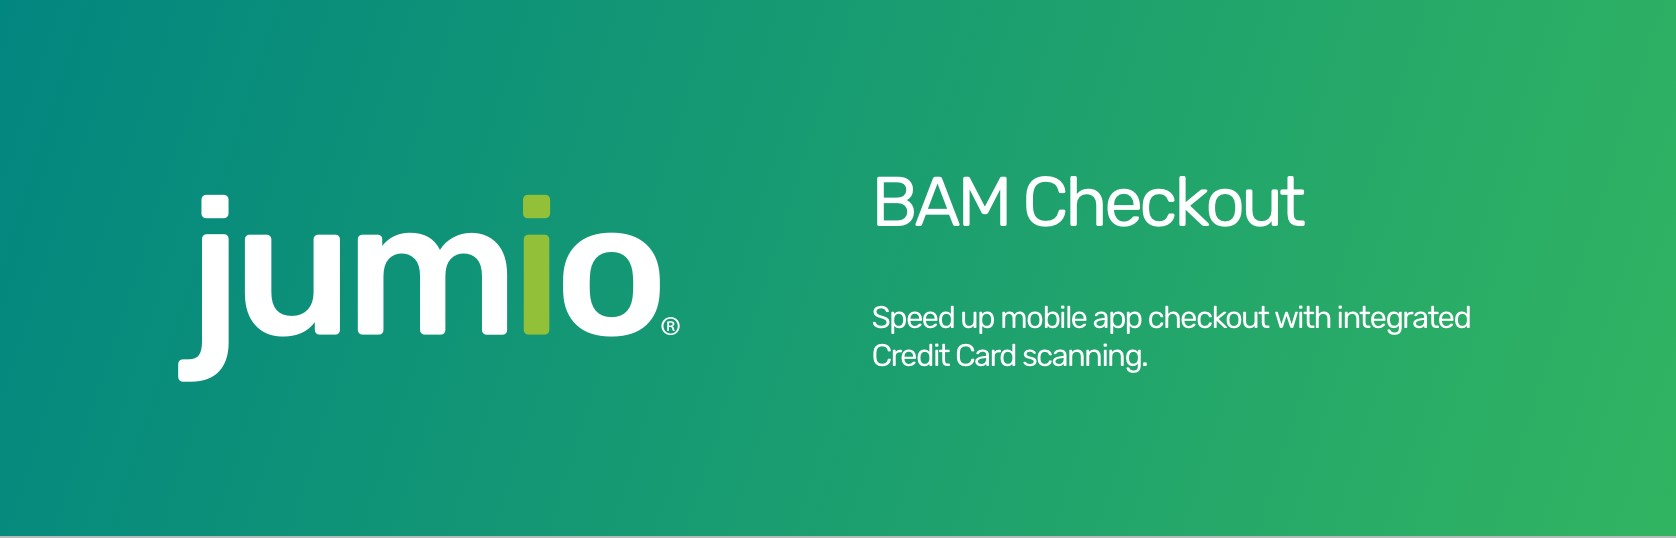 jumio®
BAM Checkout
Speed up mobile app checkout with integrated
Credit Card scanning.